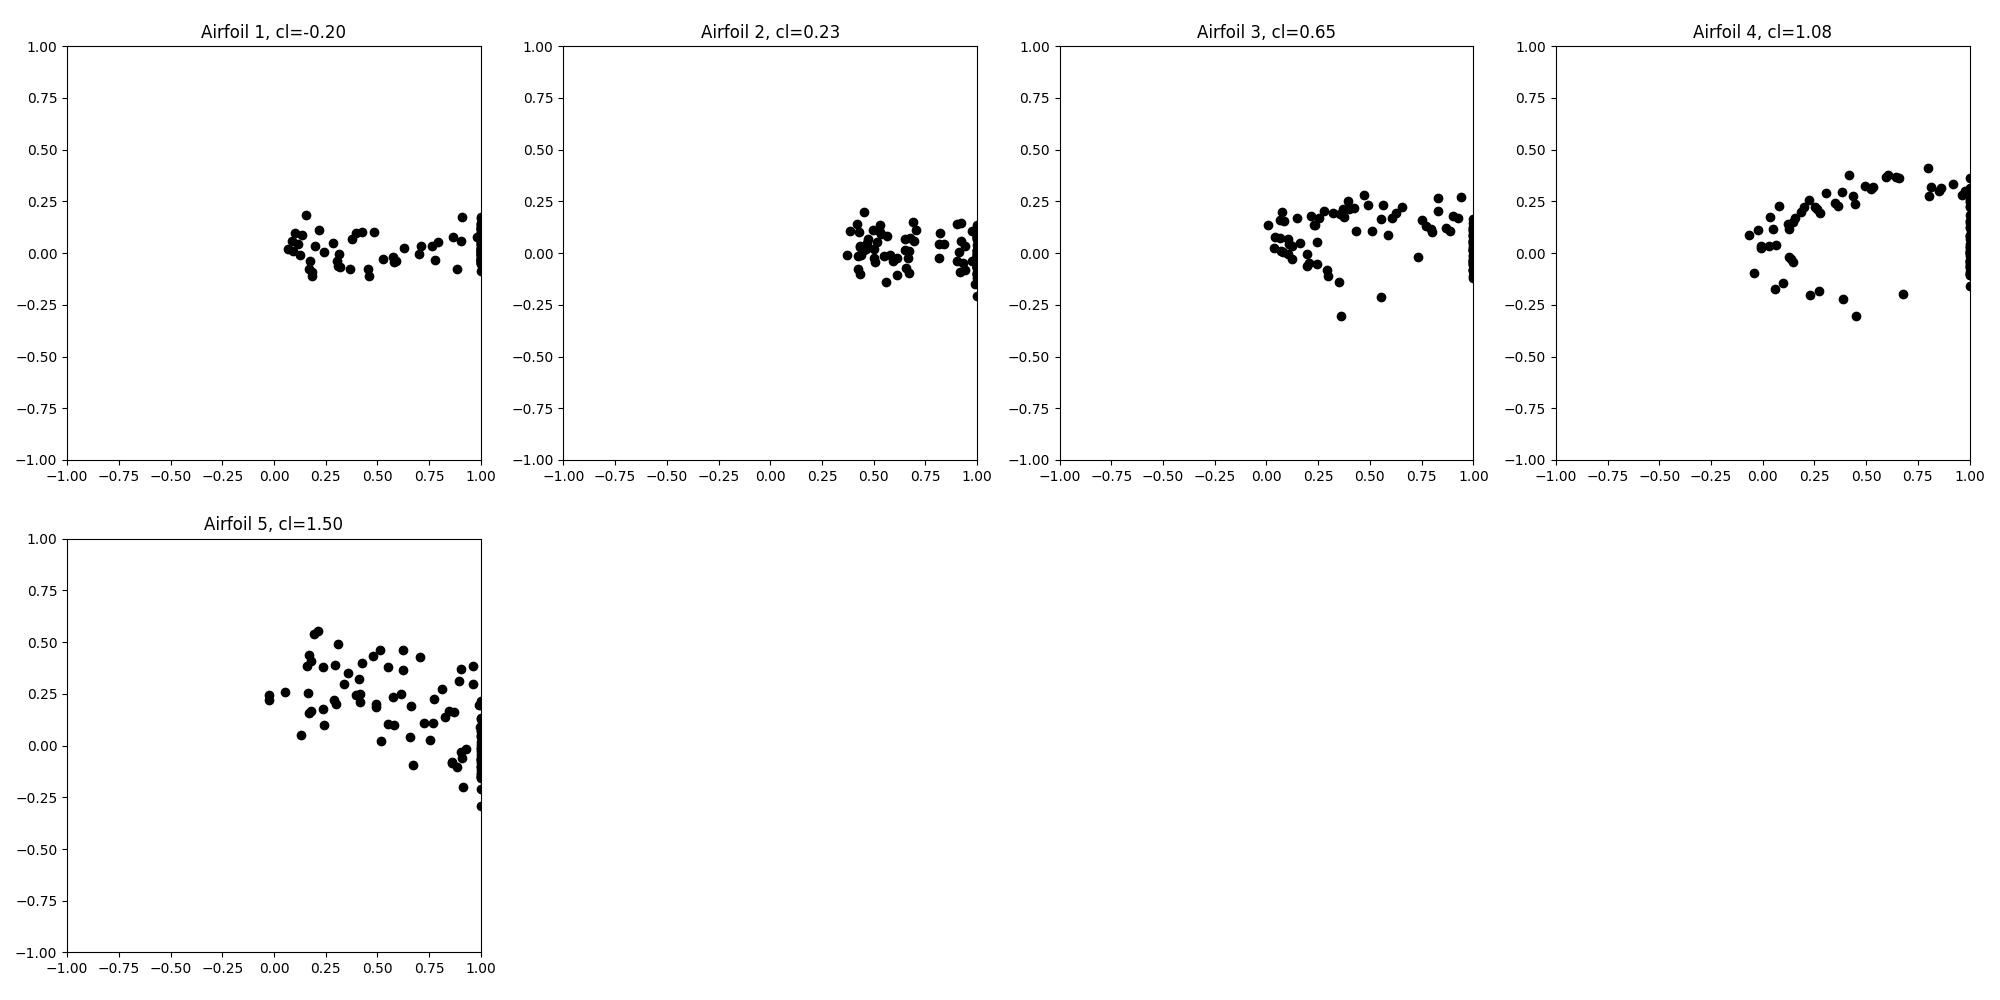 Airfoil 1, cl=-0.20
Airfoil 2, cl=0.23
Airfoil 3, cl=0.65
Airfoil 4, cl=1.08
1.00 1.00 1.00 1.00
0.75 0.75 0.75 0.75
0.50 0.50 0.50 0.50
0.25 0.25 0.25 0.25
0.00 0.00 0.00 0.00
−0.25 −0.25 −0.25 −0.25
−0.50 −0.50 −0.50 −0.50
−0.75 −0.75 −0.75 −0.75
−1.00 −1.00 −1.00 −1.00
−1.00 −0.75 −0.50 −0.25 0.00 0.25 0.50 0.75 1.00
−1.00 −0.75 −0.50 −0.25 0.00 0.25 0.50 0.75 1.00
−1.00 −0.75 −0.50 −0.25 0.00 0.25 0.50 0.75 1.00
−1.00 −0.75 −0.50 −0.25 0.00 0.25 0.50 0.75 1.00
Airfoil 5, cl=1.50
1.00
0.75
0.50
0.25
0.00
−0.25
−0.50
−0.75
−1.00
−1.00 −0.75 −0.50 −0.25 0.00 0.25 0.50 0.75 1.00